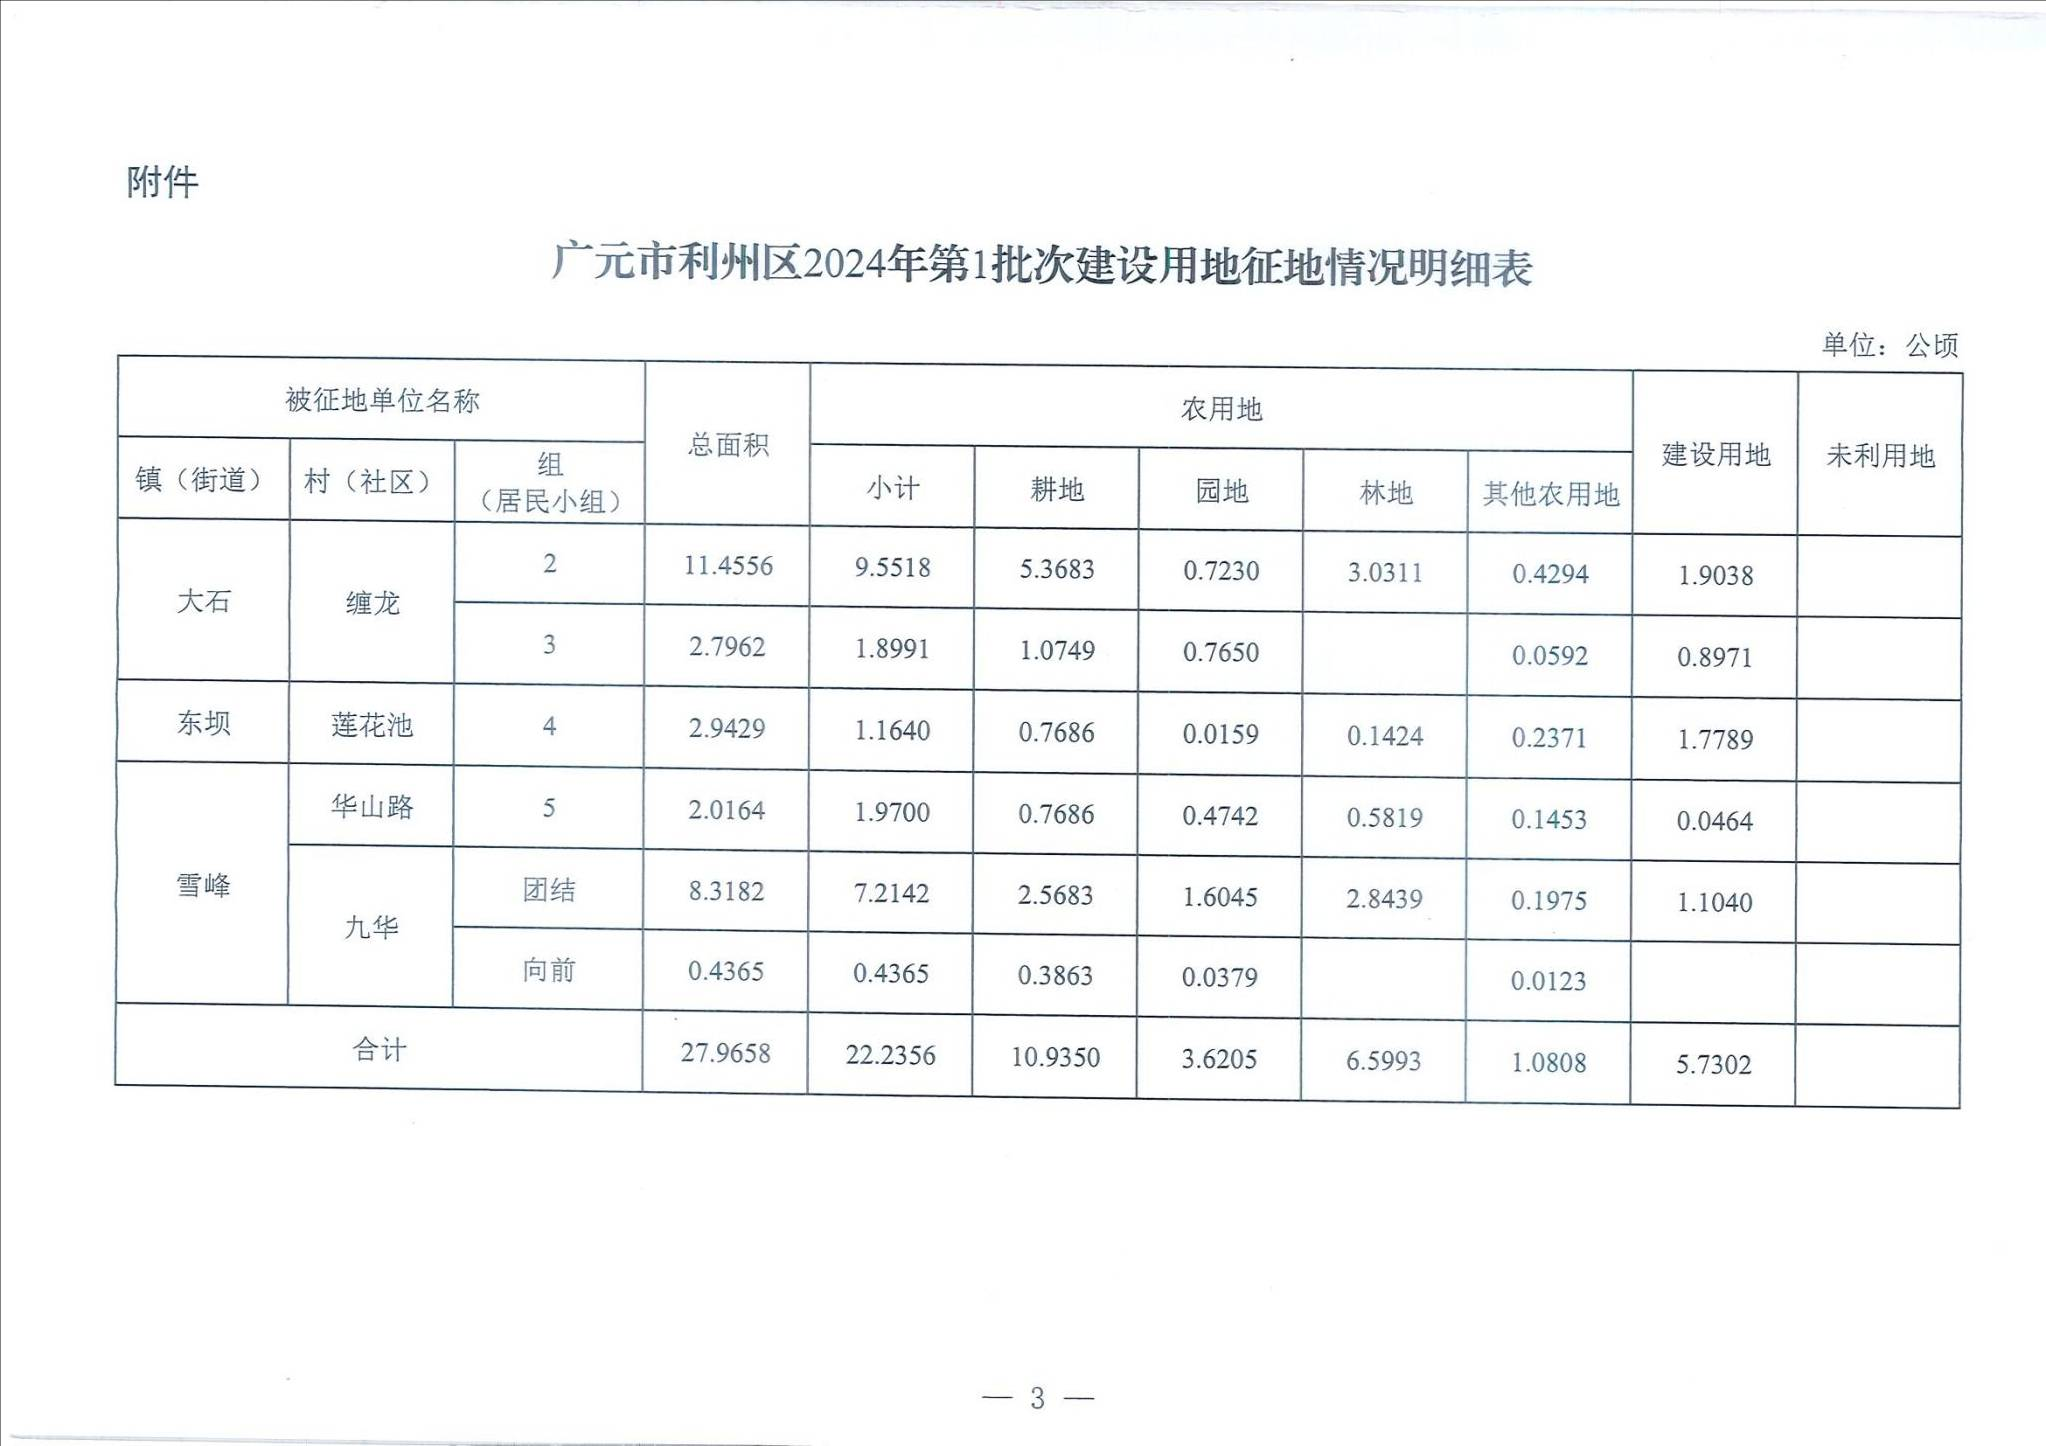 附件
广元市利州区2024年第1批次建设用地征地情况明细表
单位：公顷
被征地单位名称 总面积 农用地 建设用地 未利用地
镇（街道） 村（社区） 组（居民小组） 小计 耕地 园地 林地 其他农用地
大石 缠龙 2 11.4556 9.5518 5.3683 0.7230 3.0311 0.4294 1.9038
3 2.7962 1.8991 1.0749 0.7650 0.0592 0.8971
东坝 莲花池 4 2.9429 1.1640 0.7686 0.0159 0.1424 0.2371 1.7789
雪峰 华山路 5 2.0164 1.9700 0.7686 0.4742 0.5819 0.1453 0.0464
九华 团结 8.3182 7.2142 2.5683 1.6045 2.8439 0.1975 1.1040
向前 0.4365 0.4365 0.3863 0.0379 0.0123
合计 27.9658 22.2356 10.9350 3.6205 6.5993 1.0808 5.7302
— 3 —